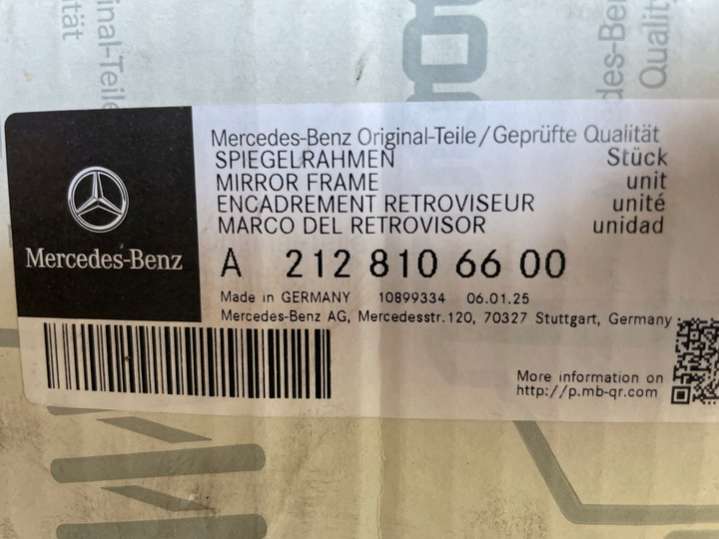 Mercedes-Benz Original-Teile/Geprüfte Qualität
SPIEGELRAHMEN Stück
MIRROR FRAME unit
ENCADREMENT RETROVISEUR unité
MARCO DEL RETROVISOR unidad
Mercedes-Benz
A 212 810 66 00
Made in GERMANY 10899334 06.01.25
Mercedes-Benz AG, Mercedesstr.120, 70327 Stuttgart, Germany
More information on
http://p.mb-qr.com